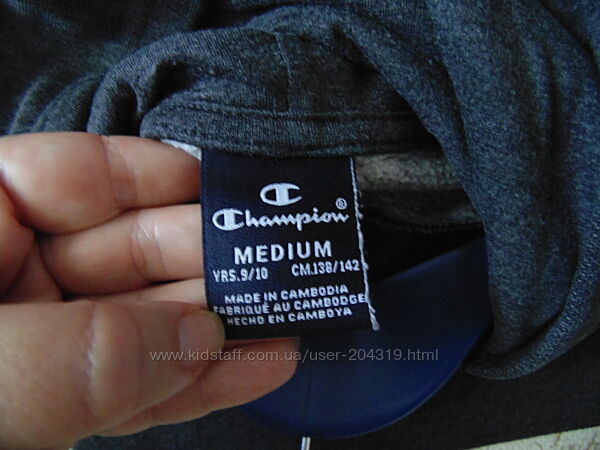 Champion®
MEDIUM
YRS.9/10 CM.138/142
MADE IN CAMBODIA
FABRIQUÉ AU CAMBODGE
HECHO EN CAMBOYA
www.kidstaff.com.ua/user-204319.html